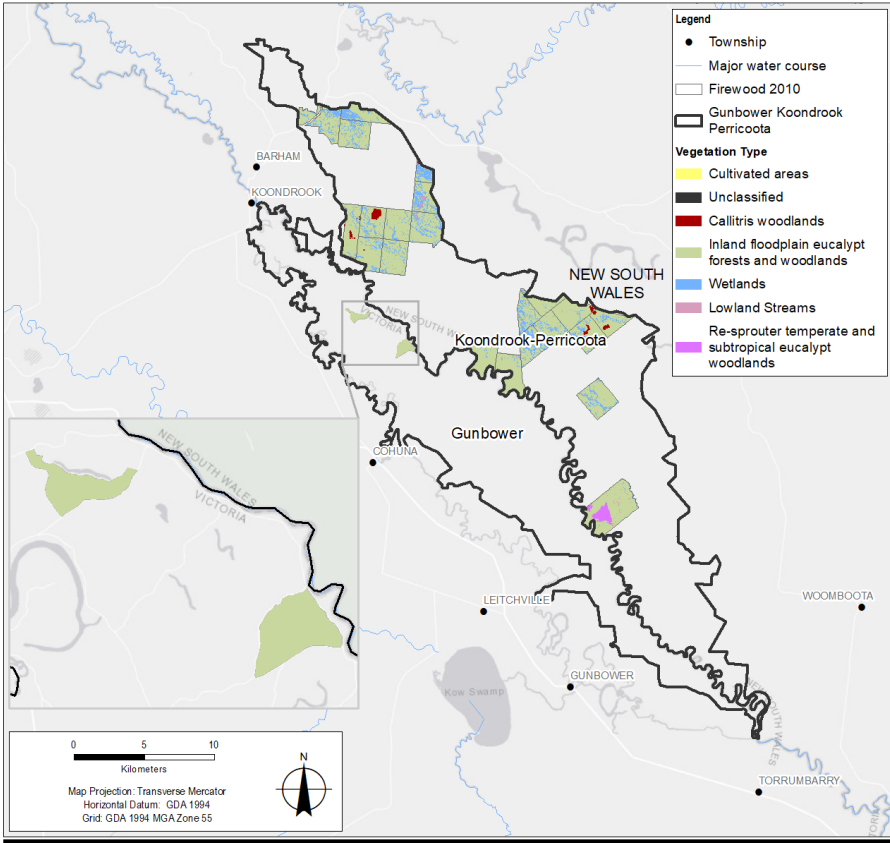 Legend
Township
Major water course
Firewood 2010
Gunbower Koondrook
Perricoota
Vegetation Type
Cultivated areas
Unclassified
Callitris woodlands
Inland floodplain eucalypt
forests and woodlands
Wetlands
Lowland Streams
Re-sprouter temperate and
subtropical eucalypt
woodlands
BARHAM
KOONDROOK
NEW SOUTH
WALES
NEW SOUTH WALES
VICTORIA
Koondrook-Perricoota
Gunbower
COHUNA
NEW SOUTH WALES
VICTORIA
LEITCHVILLE
WOOMBOOTA
GUNBOWER
Kow Swamp
NEW SOUTH WALES
TORRUMBARRY
0 5 10
Kilometers
N
Map Projection: Transverse Mercator
Horizontal Datum: GDA 1994
Grid: GDA 1994 MGA Zone 55